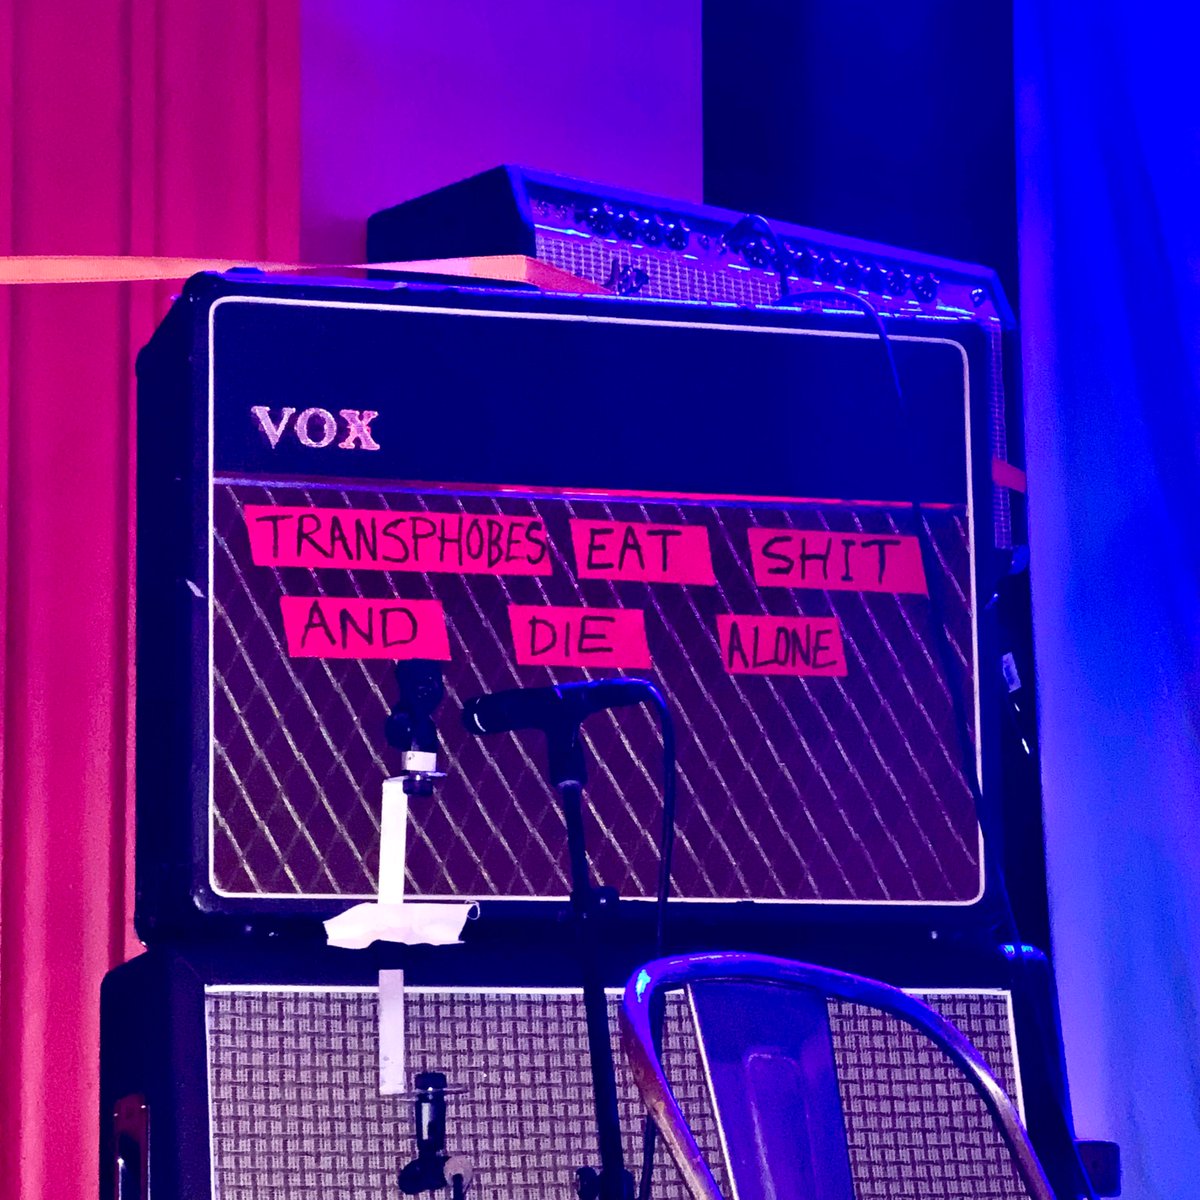 VOX
TRANSPHOBES EAT SHIT
AND DIE ALONE